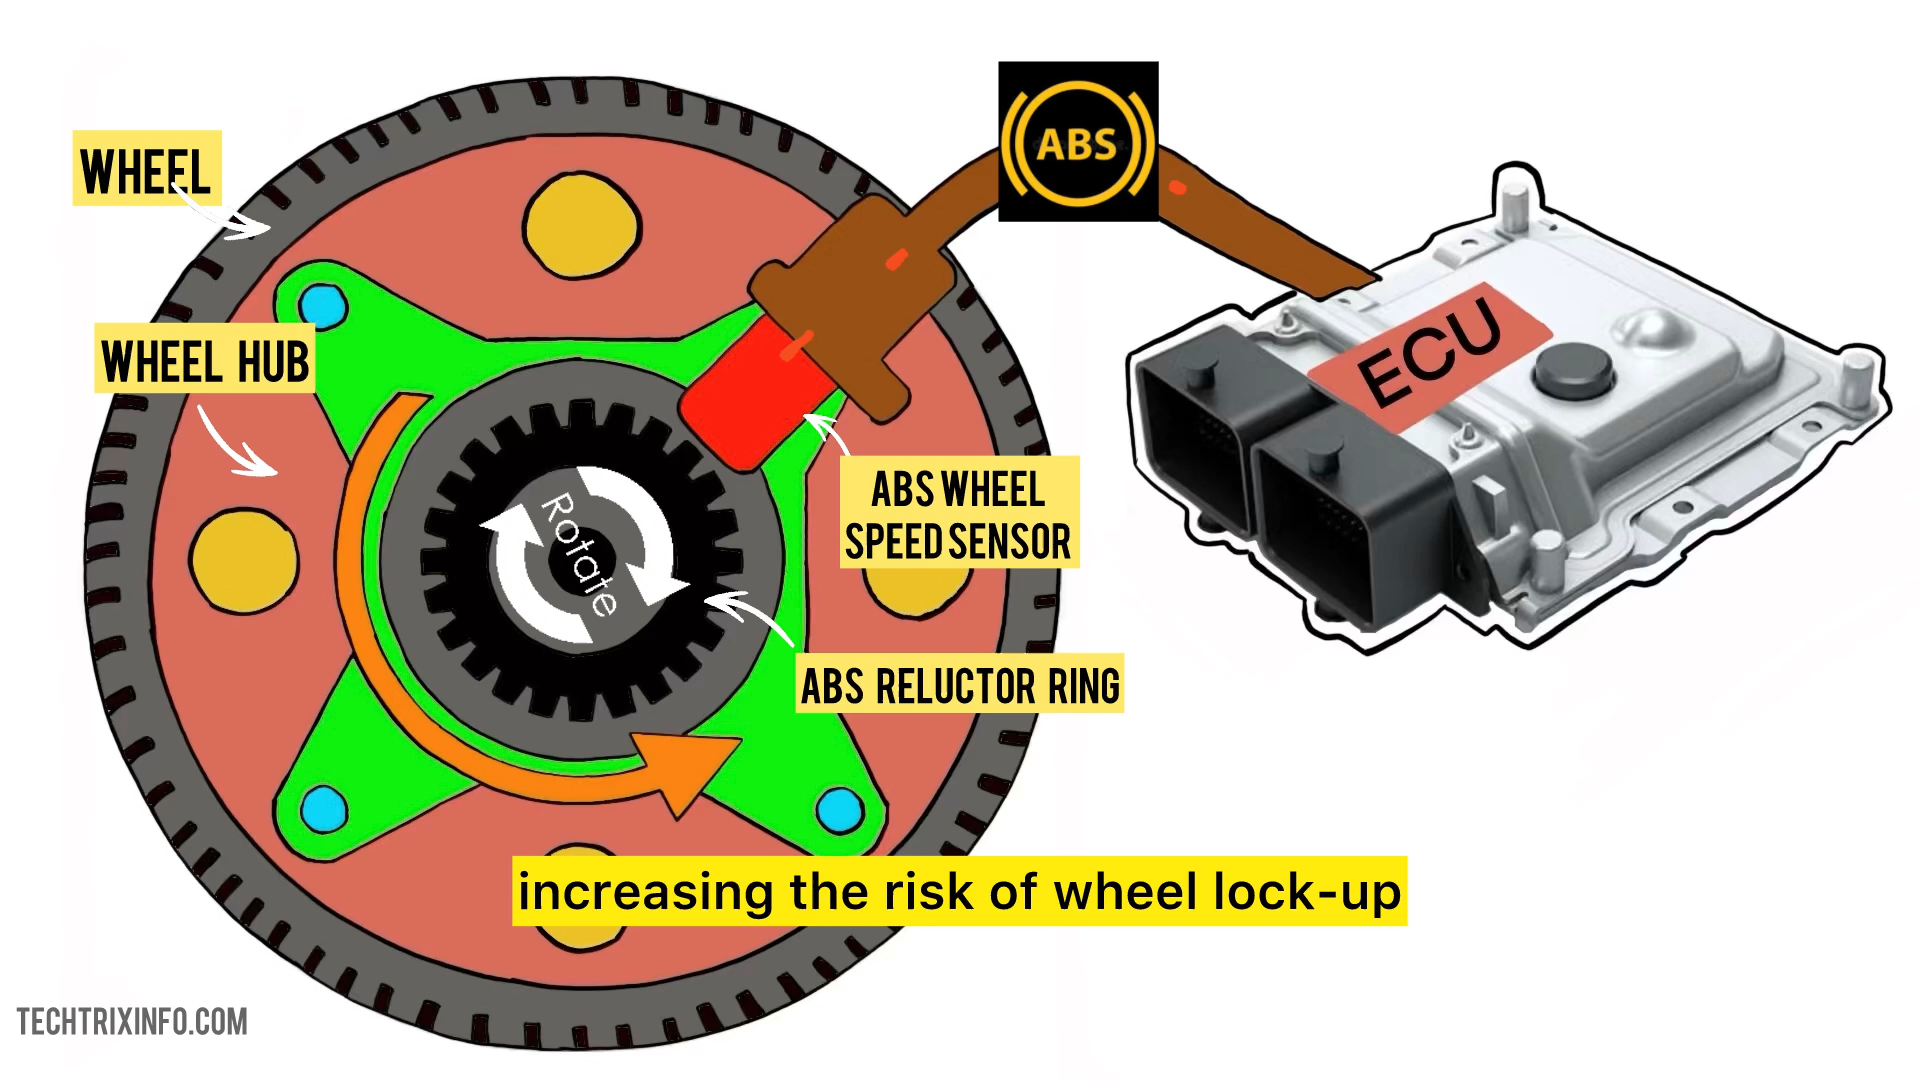 ABS
WHEEL
WHEEL HUB
ECU
Rotate
ABS WHEEL
SPEED SENSOR
ABS RELUCTOR RING
increasing the risk of wheel lock-up
TECHTRIXINFO.COM